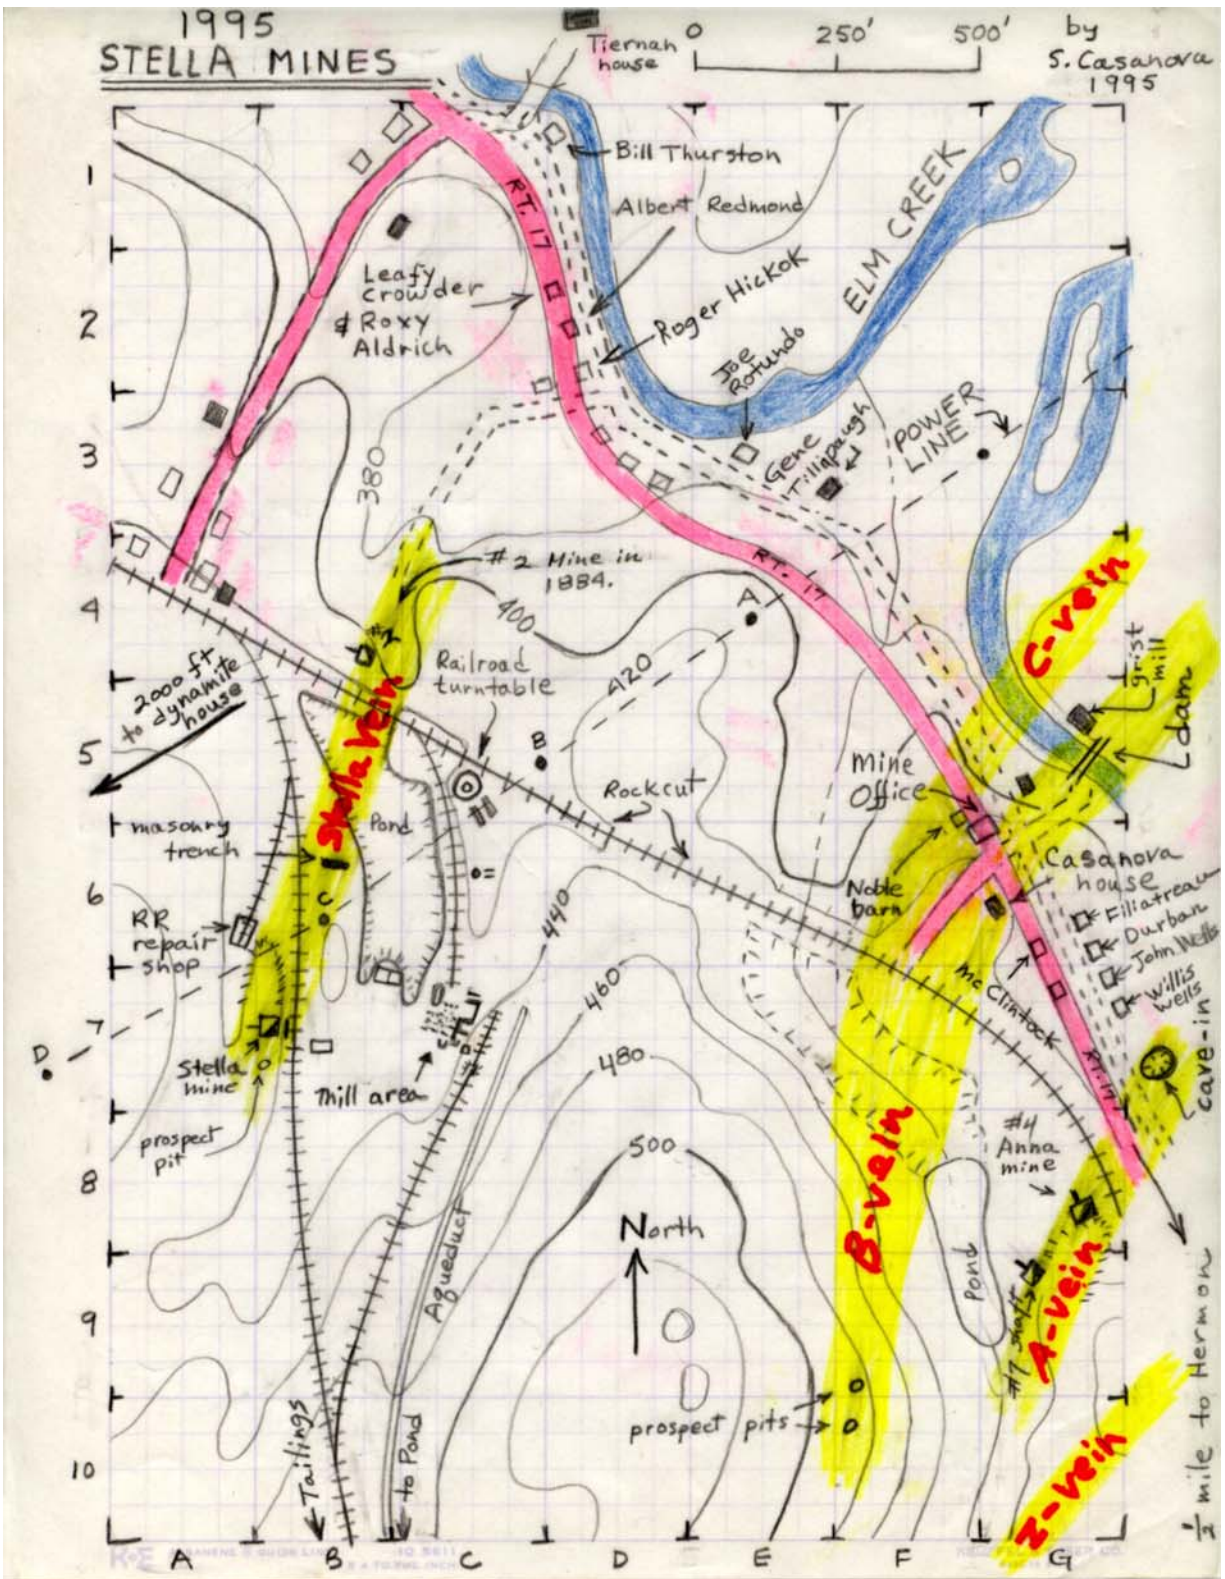 1995
STELLA MINES
Tiernan
house
0 250' 500'
by
S. Casanova
1995
Bill Thurston
Albert Redmond
RT. 17
ELM CREEK
Leafy
Crowder
& Roxy
Aldrich
Roger Hickok
Joe
Rotundo
Gene
Tillapaugh
POWER
LINE
380
#2 Mine in
1884.
RT. 17
C-vein
400
A
grist
mill
dam
420
Railroad
turntable
2000 ft
to dynamite
house
Stella vein
B
Rockcut
Mine
Office
masonry
trench
Pond
Casanova
house
Noble
barn
C
440
RR
repair
shop
Filiatreau
Durban
John Wells
Willis
Wells
460
McClintock
D
Stella
mine
480
RT. 17
cave-in
Mill area
prospect
pit
B-vein
#4
Anna
mine
500
North
Aqueduct
Pond
#7 shaft
A-vein
prospect pits
Tailings
to Pond
Z-vein
½ mile to Hermon
1
2
3
4
5
6
7
8
9
10
A B C D E F G
K+E